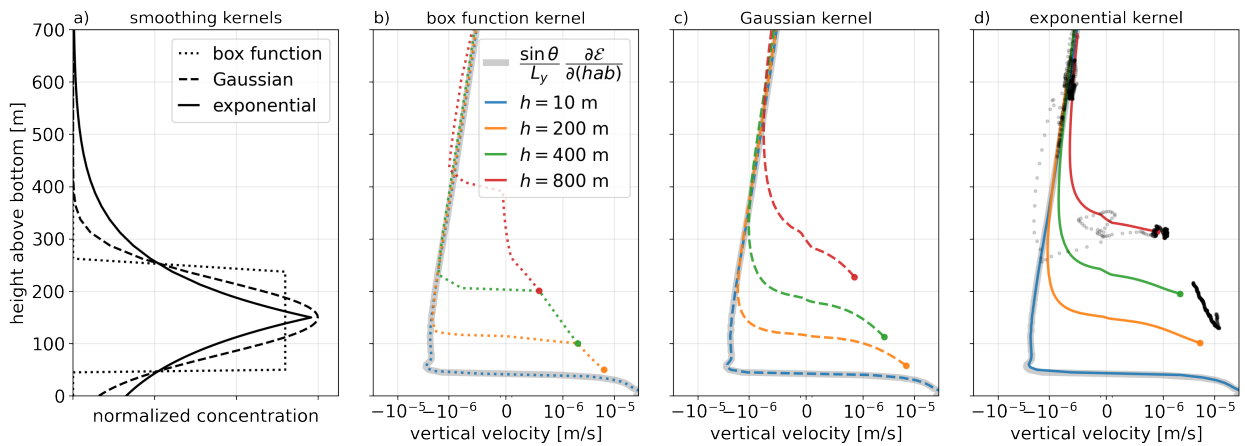 a) smoothing kernels
box function
Gaussian
exponential
700
600
500
400
300
200
100
0
height above bottom [m]
normalized concentration
b) box function kernel
sin θ / L_y ∂ℰ / ∂(hab)
h = 10 m
h = 200 m
h = 400 m
h = 800 m
−10⁻⁵ −10⁻⁶ 0 10⁻⁶ 10⁻⁵
vertical velocity [m/s]
c) Gaussian kernel
−10⁻⁵ −10⁻⁶ 0 10⁻⁶ 10⁻⁵
vertical velocity [m/s]
d) exponential kernel
−10⁻⁵ −10⁻⁶ 0 10⁻⁶ 10⁻⁵
vertical velocity [m/s]